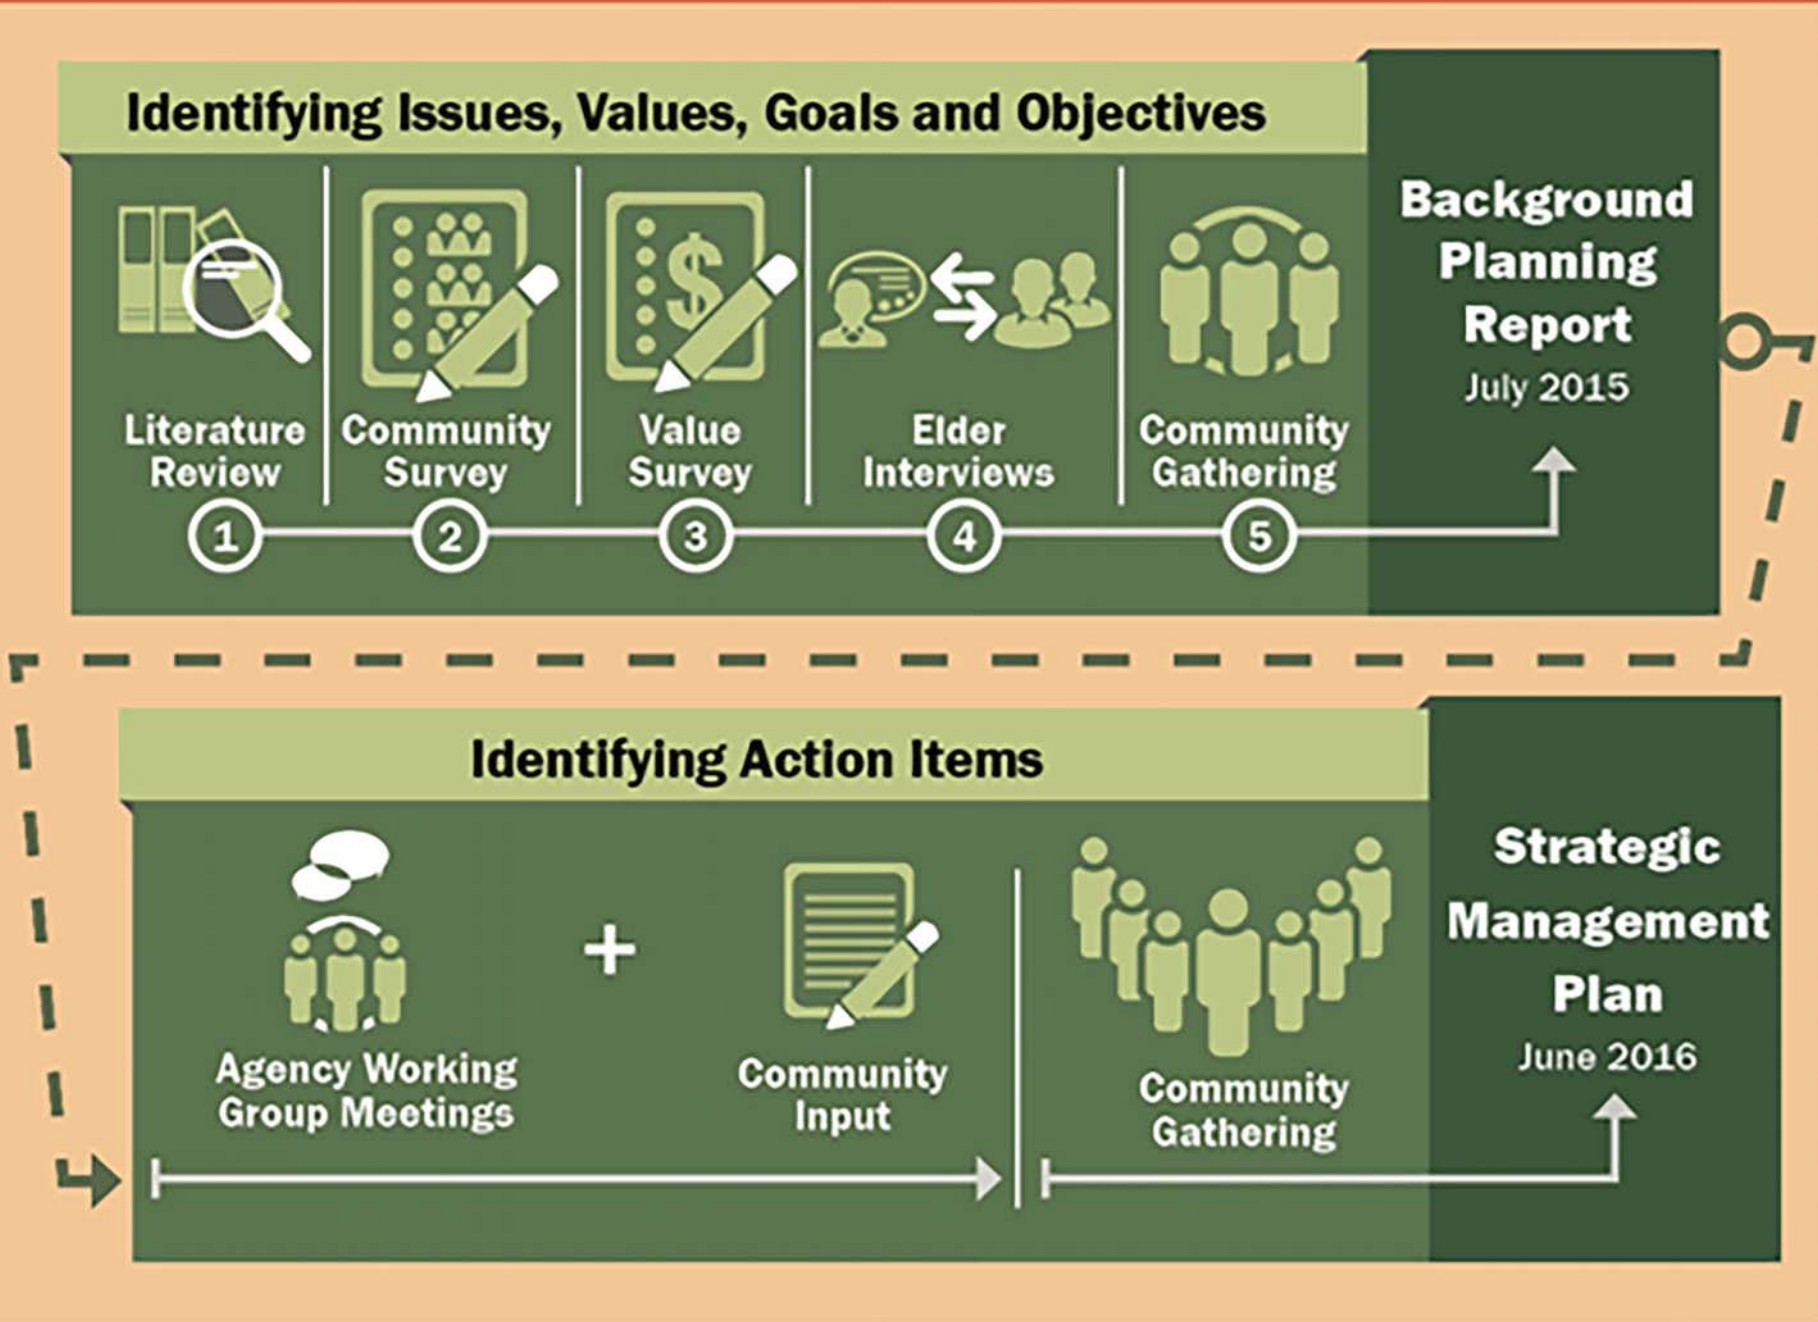 Identifying Issues, Values, Goals and Objectives
Literature
Review
1
Community
Survey
2
$
Value
Survey
3
Elder
Interviews
4
Community
Gathering
5
Background
Planning
Report
July 2015
Identifying Action Items
Agency Working
Group Meetings
+
Community
Input
Community
Gathering
Strategic
Management
Plan
June 2016